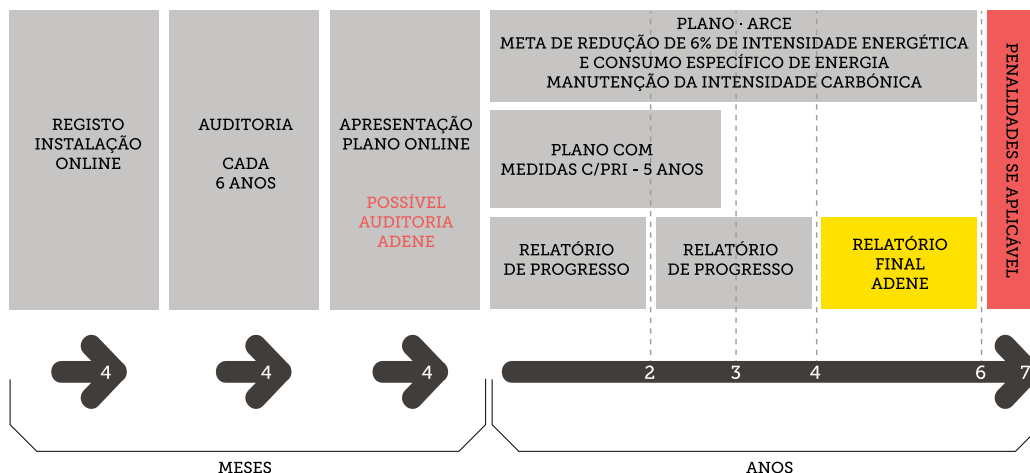 REGISTO
INSTALAÇÃO
ONLINE
AUDITORIA
CADA
6 ANOS
APRESENTAÇÃO
PLANO ONLINE
POSSÍVEL
AUDITORIA
ADENE
PLANO · ARCE
META DE REDUÇÃO DE 6% DE INTENSIDADE ENERGÉTICA
E CONSUMO ESPECÍFICO DE ENERGIA
MANUTENÇÃO DA INTENSIDADE CARBÓNICA
PLANO COM
MEDIDAS C/PRI - 5 ANOS
RELATÓRIO
DE PROGRESSO
RELATÓRIO
DE PROGRESSO
RELATÓRIO
FINAL
ADENE
PENALIDADES SE APLICÁVEL
4
4
4
2
3
4
6
7
MESES
ANOS